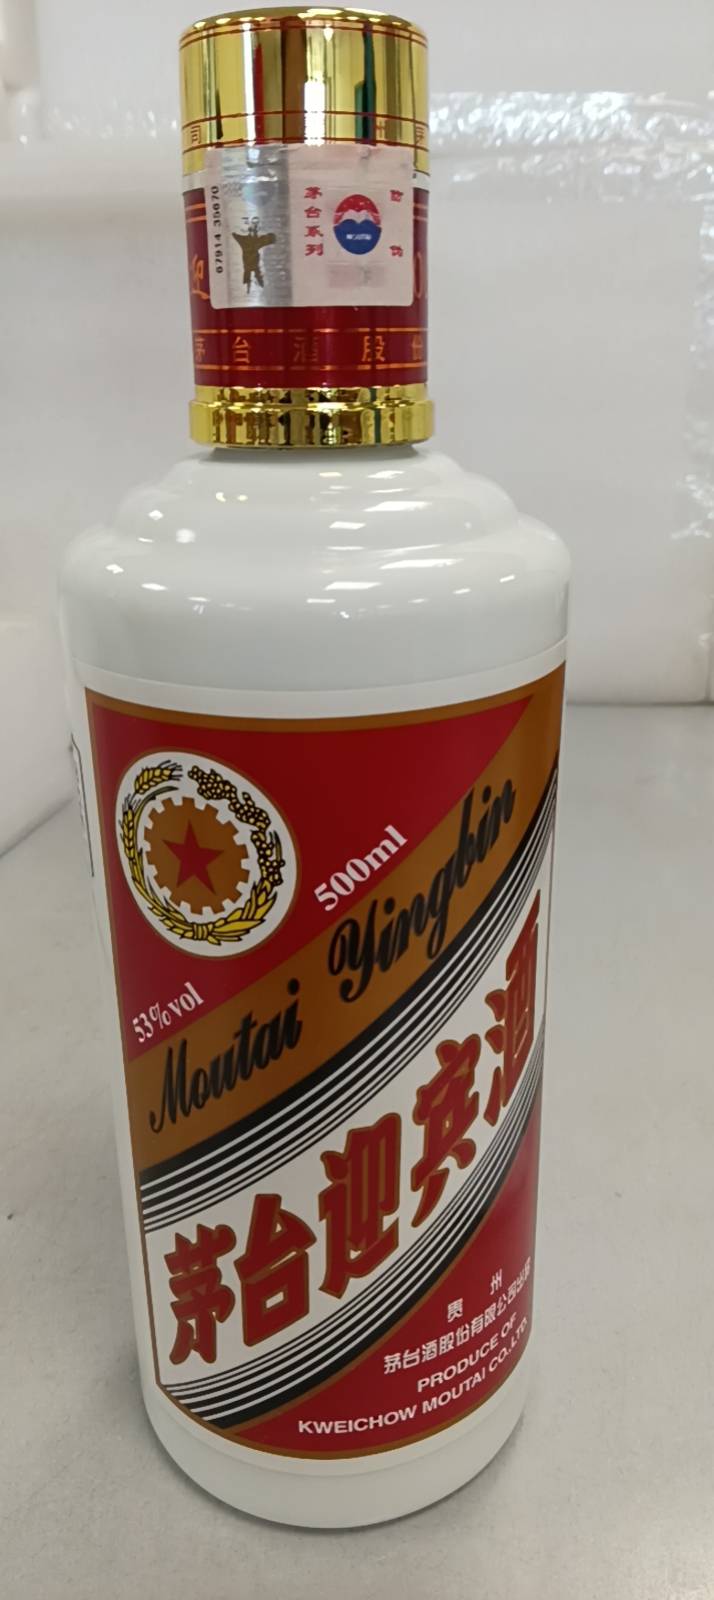 茅台系列
67914 35670
迎
茅台酒股份
500ml
53%vol
Moutai Yingbin
茅台迎宾酒
贵州
茅台酒股份有限公司出品
PRODUCE OF
KWEICHOW MOUTAI CO.,LTD.